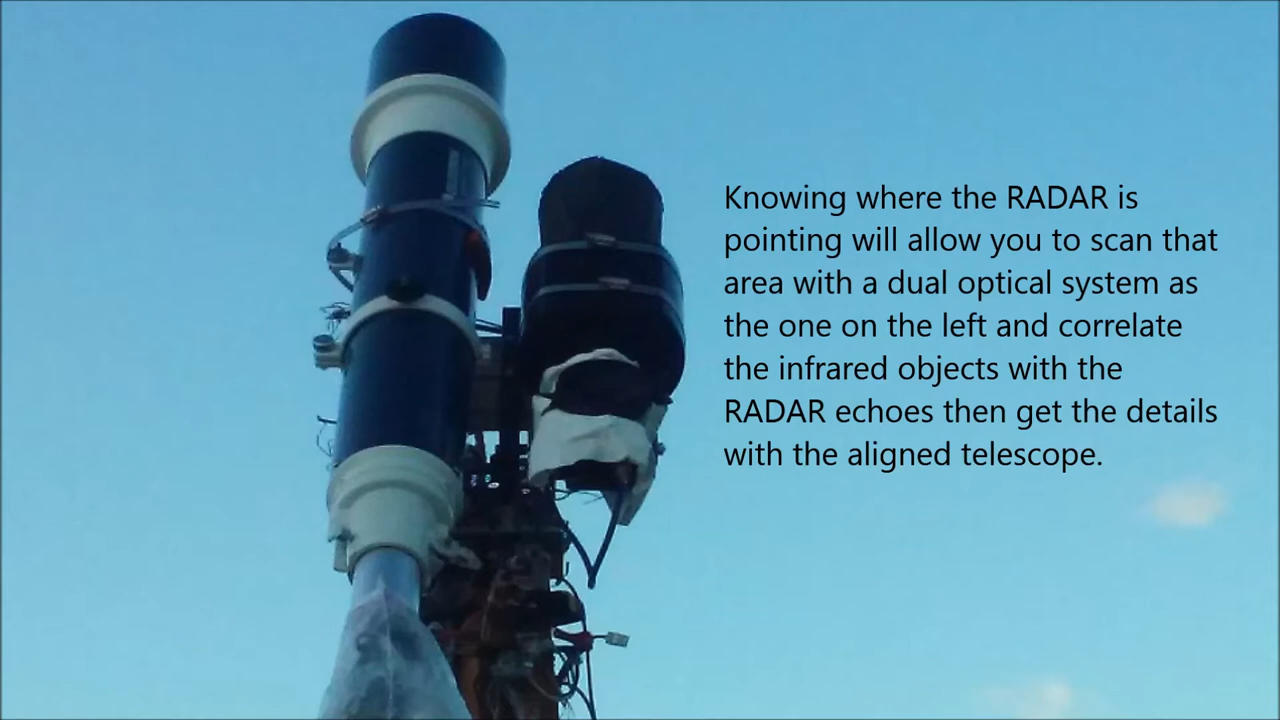 Knowing where the RADAR is
pointing will allow you to scan that
area with a dual optical system as
the one on the left and correlate
the infrared objects with the
RADAR echoes then get the details
with the aligned telescope.